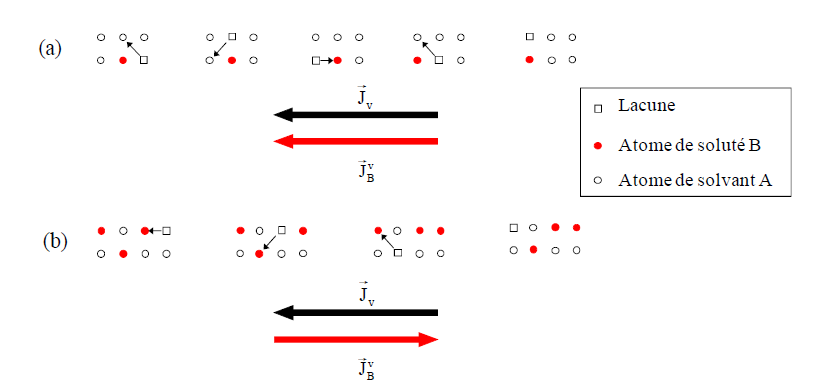 (a)
J⃗v
J⃗Bv
Lacune
Atome de soluté B
Atome de solvant A
(b)
J⃗v
J⃗Bv